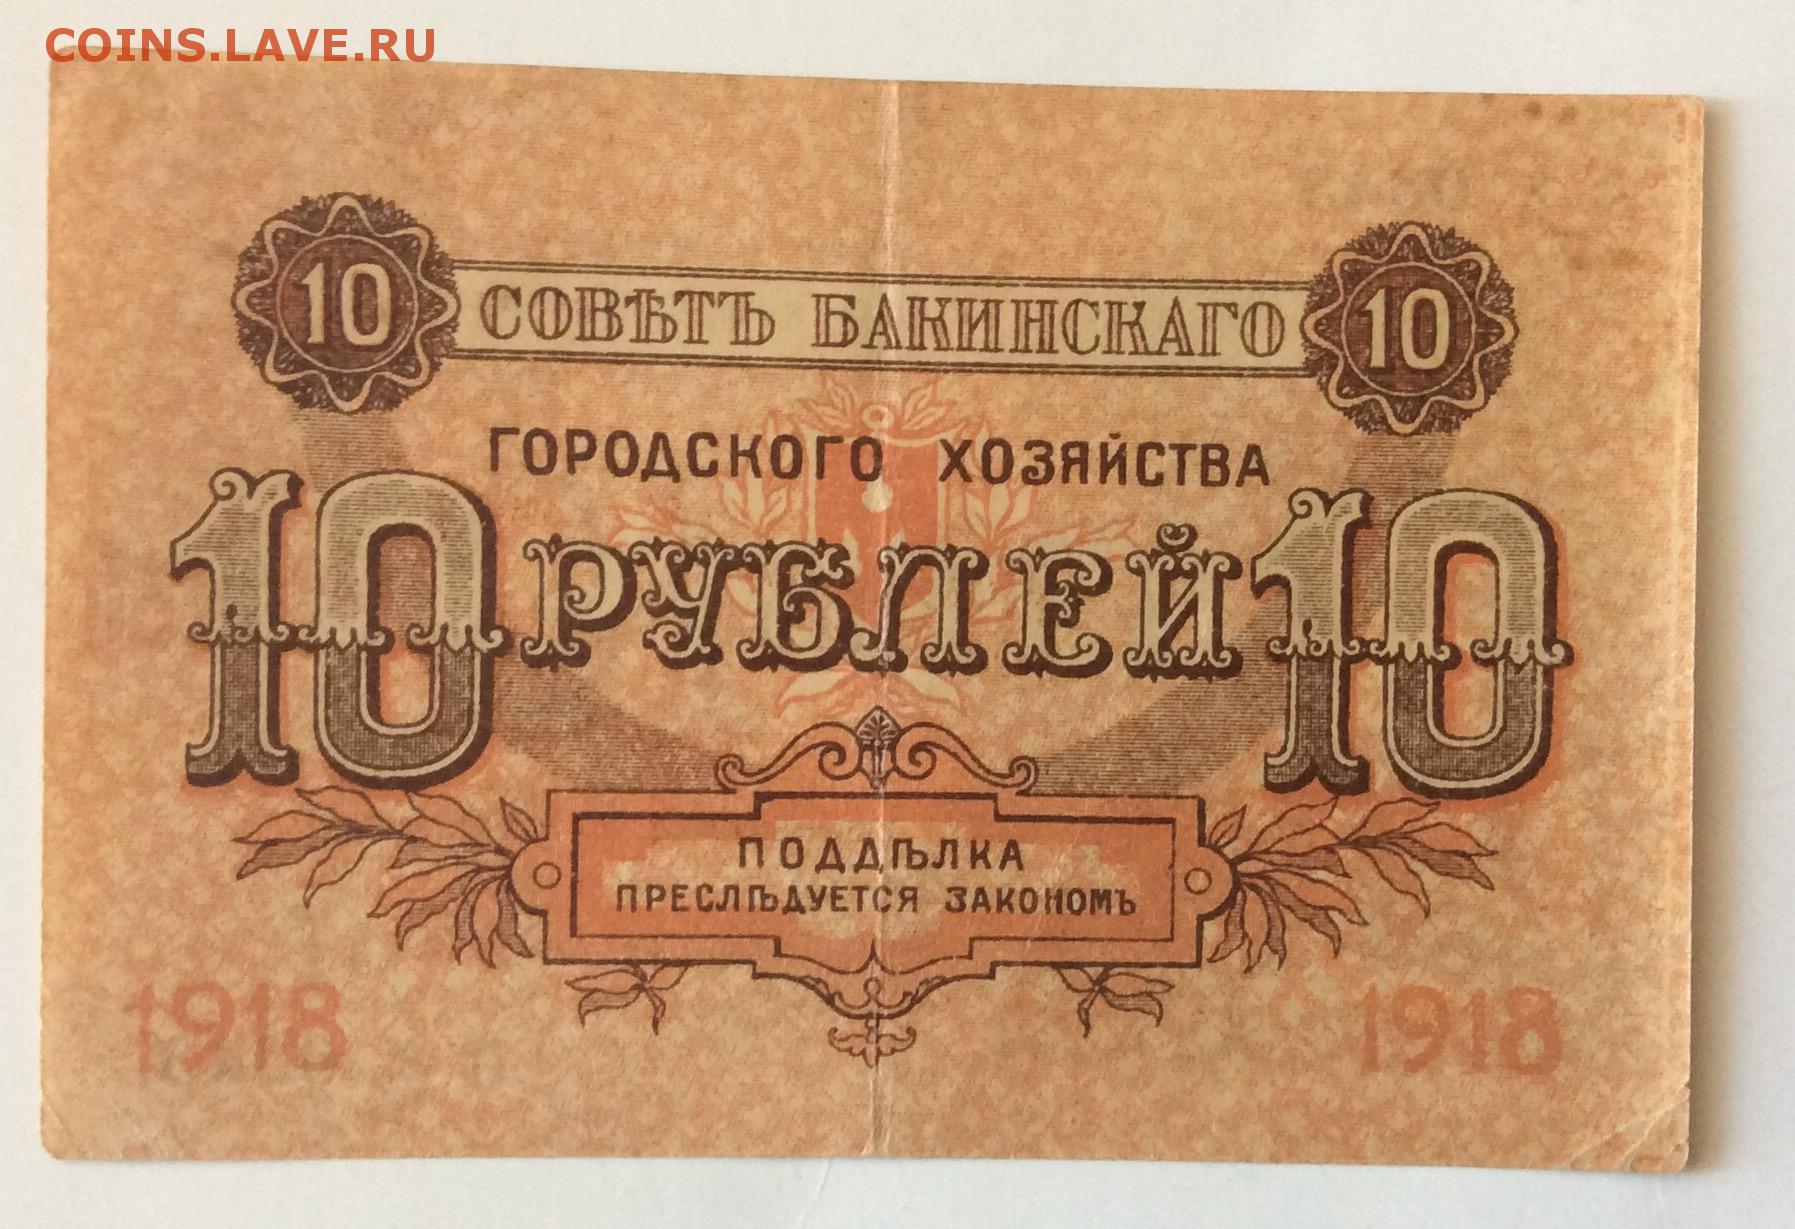 COINS.LAVE.RU
10 СОВѢТЪ БАКИНСКАГО 10
ГОРОДСКОГО ХОЗЯЙСТВА
10 РУБЛЕЙ 10
ПОДДѢЛКА
ПРЕСЛѢДУЕТСЯ ЗАКОНОМЪ
1918 1918